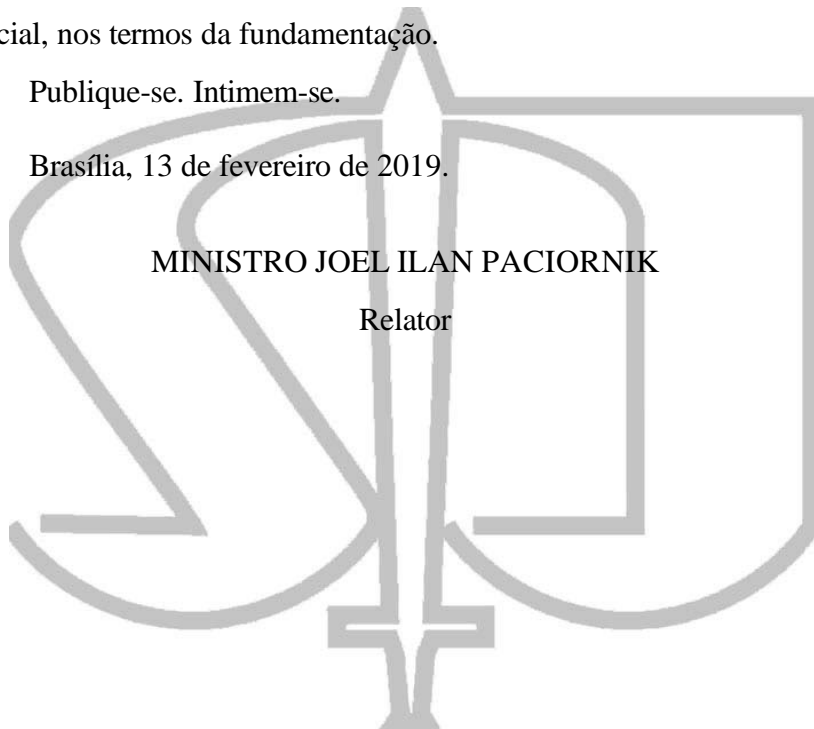 cial, nos termos da fundamentação.
Publique-se. Intimem-se.
Brasília, 13 de fevereiro de 2019.
MINISTRO JOEL ILAN PACIORNIK
Relator